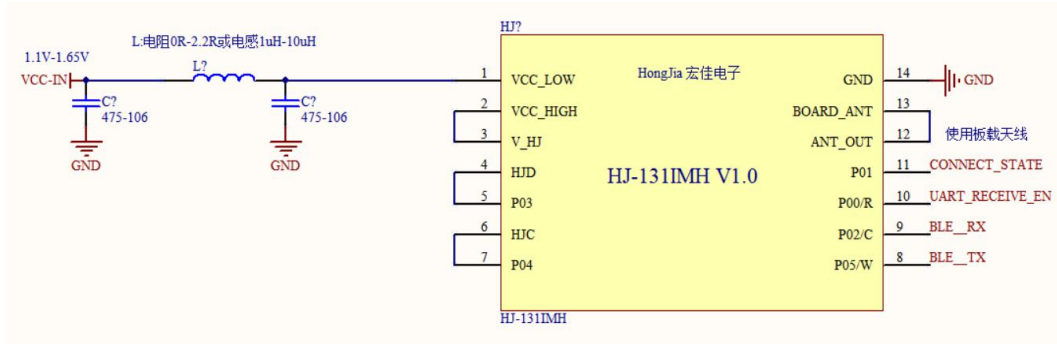 HJ?
L:电阻0R-2.2R或电感1uH-10uH
1.1V-1.65V
L?
VCC-IN
C?
475-106
GND
C?
475-106
GND
HongJia 宏佳电子
HJ-131IMH V1.0
1 VCC_LOW
2 VCC_HIGH
3 V_HJ
4 HJD
5 P03
6 HJC
7 P04
GND 14 GND
BOARD_ANT 13
ANT_OUT 12
使用板载天线
P01 11 CONNECT_STATE
P00/R 10 UART_RECEIVE_EN
P02/C 9 BLE__RX
P05/W 8 BLE__TX
HJ-131IMH